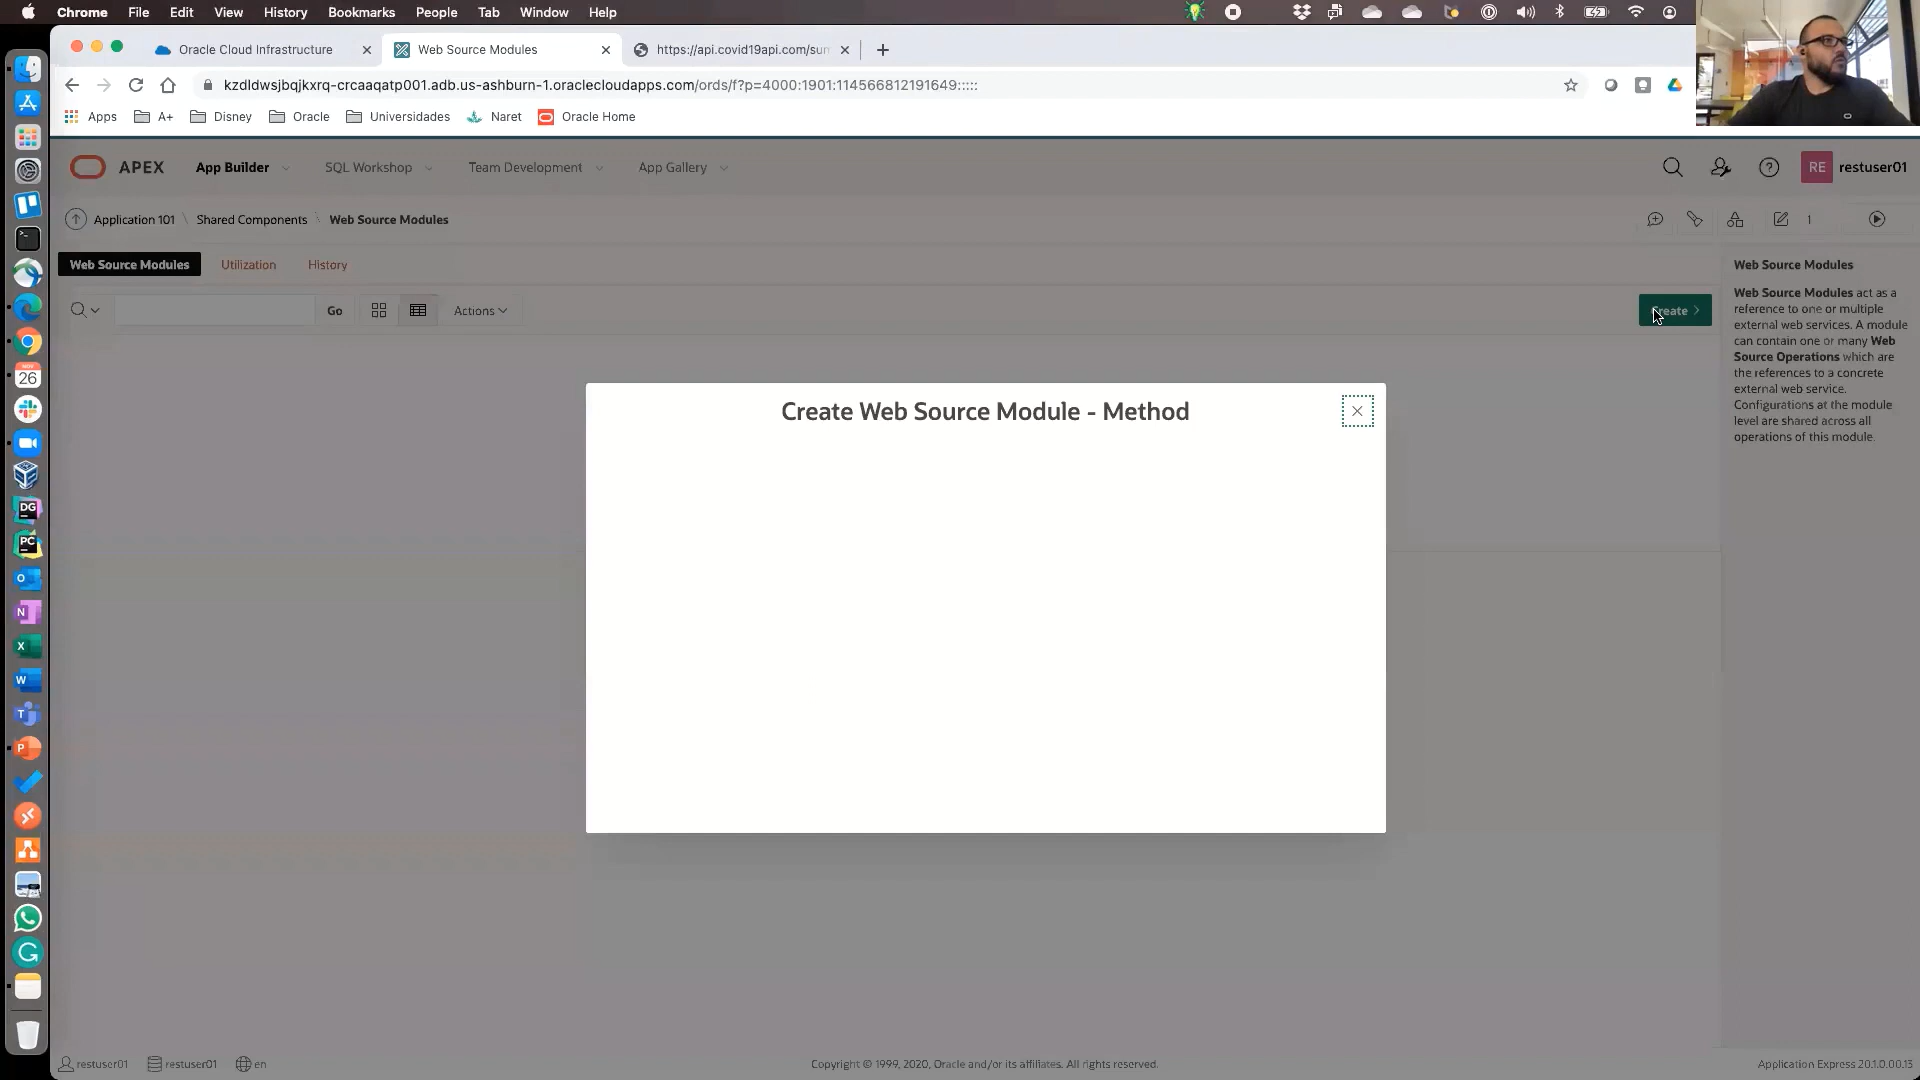 Chrome File Edit View History Bookmarks People Tab Window Help
Oracle Cloud Infrastructure
Web Source Modules
https://api.covid19api.com/sum
kzdldwsjbqjkxrq-crcaaqatp001.adb.us-ashburn-1.oraclecloudapps.com/ords/f?p=4000:1901:114566812191649:::::
Apps A+ Disney Oracle Universidades Naret Oracle Home
APEX App Builder SQL Workshop Team Development App Gallery RE restuser01
Application 101 \ Shared Components \ Web Source Modules 1
Web Source Modules Utilization History
Go Actions Create
Web Source Modules
Web Source Modules act as a
reference to one or multiple
external web services. A module
can contain one or many Web
Source Operations which are
the references to a concrete
external web service.
Configurations at the module
level are shared across all
operations of this module.
Create Web Source Module - Method
NOV
26
DG
PC
O
N
X
W
T
P
G
restuser01 restuser01 en
Copyright © 1999, 2020, Oracle and/or its affiliates. All rights reserved.
Application Express 20.1.0.00.13